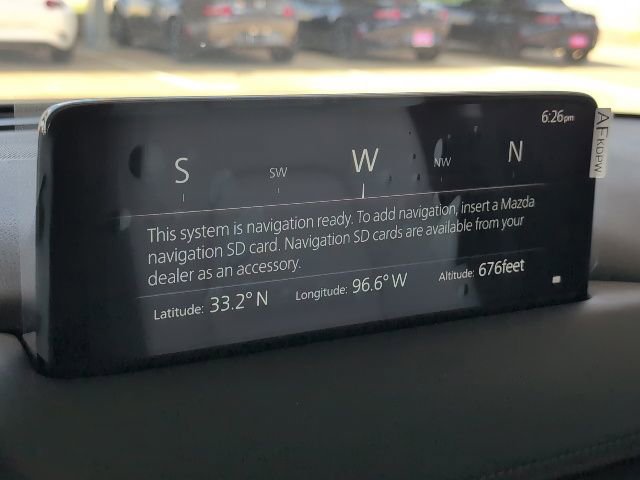 6:26pm
S SW W NW N
This system is navigation ready. To add navigation, insert a Mazda
navigation SD card. Navigation SD cards are available from your
dealer as an accessory.
Latitude: 33.2° N Longitude: 96.6° W Altitude: 676feet
AFKDPW